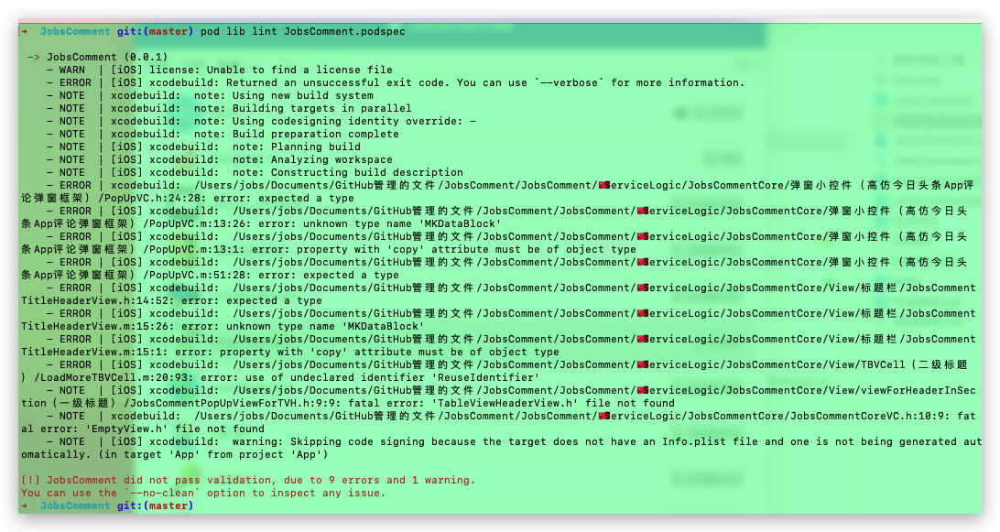 → JobsComment git:(master) pod lib lint JobsComment.podspec
-> JobsComment (0.0.1)
- WARN | [iOS] license: Unable to find a license file
- ERROR | [iOS] xcodebuild: Returned an unsuccessful exit code. You can use `--verbose` for more information.
- NOTE | xcodebuild: note: Using new build system
- NOTE | xcodebuild: note: Building targets in parallel
- NOTE | [iOS] xcodebuild: note: Using codesigning identity override: -
- NOTE | xcodebuild: note: Build preparation complete
- NOTE | [iOS] xcodebuild: note: Planning build
- NOTE | [iOS] xcodebuild: note: Analyzing workspace
- NOTE | [iOS] xcodebuild: note: Constructing build description
- ERROR | xcodebuild: /Users/jobs/Documents/GitHub管理的文件/JobsComment/JobsComment/ServiceLogic/JobsCommentCore/弹窗小控件 (高仿今日头条App评
论弹窗框架) /PopUpVC.h:24:28: error: expected a type
- ERROR | [iOS] xcodebuild: /Users/jobs/Documents/GitHub管理的文件/JobsComment/JobsComment/ServiceLogic/JobsCommentCore/弹窗小控件 (高仿今日头
条App评论弹窗框架) /PopUpVC.m:13:26: error: unknown type name 'MKDataBlock'
- ERROR | [iOS] xcodebuild: /Users/jobs/Documents/GitHub管理的文件/JobsComment/JobsComment/ServiceLogic/JobsCommentCore/弹窗小控件 (高仿今日头
条App评论弹窗框架) /PopUpVC.m:13:1: error: property with 'copy' attribute must be of object type
- ERROR | [iOS] xcodebuild: /Users/jobs/Documents/GitHub管理的文件/JobsComment/JobsComment/ServiceLogic/JobsCommentCore/弹窗小控件 (高仿今日头
条App评论弹窗框架) /PopUpVC.m:51:28: error: expected a type
- ERROR | [iOS] xcodebuild: /Users/jobs/Documents/GitHub管理的文件/JobsComment/JobsComment/ServiceLogic/JobsCommentCore/View/标题栏/JobsComment
TitleHeaderView.h:14:52: error: expected a type
- ERROR | [iOS] xcodebuild: /Users/jobs/Documents/GitHub管理的文件/JobsComment/JobsComment/ServiceLogic/JobsCommentCore/View/标题栏/JobsComment
TitleHeaderView.m:15:26: error: unknown type name 'MKDataBlock'
- ERROR | [iOS] xcodebuild: /Users/jobs/Documents/GitHub管理的文件/JobsComment/JobsComment/ServiceLogic/JobsCommentCore/View/标题栏/JobsComment
TitleHeaderView.m:15:1: error: property with 'copy' attribute must be of object type
- ERROR | [iOS] xcodebuild: /Users/jobs/Documents/GitHub管理的文件/JobsComment/JobsComment/ServiceLogic/JobsCommentCore/View/TBVCell (二级标题
) /LoadMoreTBVCell.m:20:93: error: use of undeclared identifier 'ReuseIdentifier'
- NOTE | [iOS] xcodebuild: /Users/jobs/Documents/GitHub管理的文件/JobsComment/JobsComment/ServiceLogic/JobsCommentCore/View/viewForHeaderInSec
tion (一级标题) /JobsCommentPopUpViewForTVH.h:9:9: fatal error: 'TableViewHeaderView.h' file not found
- NOTE | xcodebuild: /Users/jobs/Documents/GitHub管理的文件/JobsComment/JobsComment/ServiceLogic/JobsCommentCore/JobsCommentCoreVC.h:10:9: fat
al error: 'EmptyView.h' file not found
- NOTE | [iOS] xcodebuild: warning: Skipping code signing because the target does not have an Info.plist file and one is not being generated aut
omatically. (in target 'App' from project 'App')
[!] JobsComment did not pass validation, due to 9 errors and 1 warning.
You can use the `--no-clean` option to inspect any issue.
→ JobsComment git:(master)